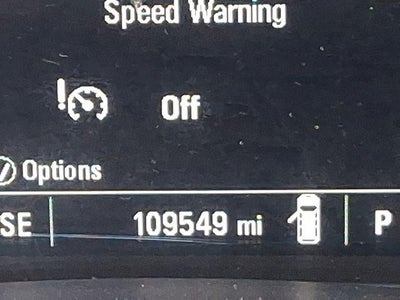 Speed Warning
Off
Options
SE 109549 mi P